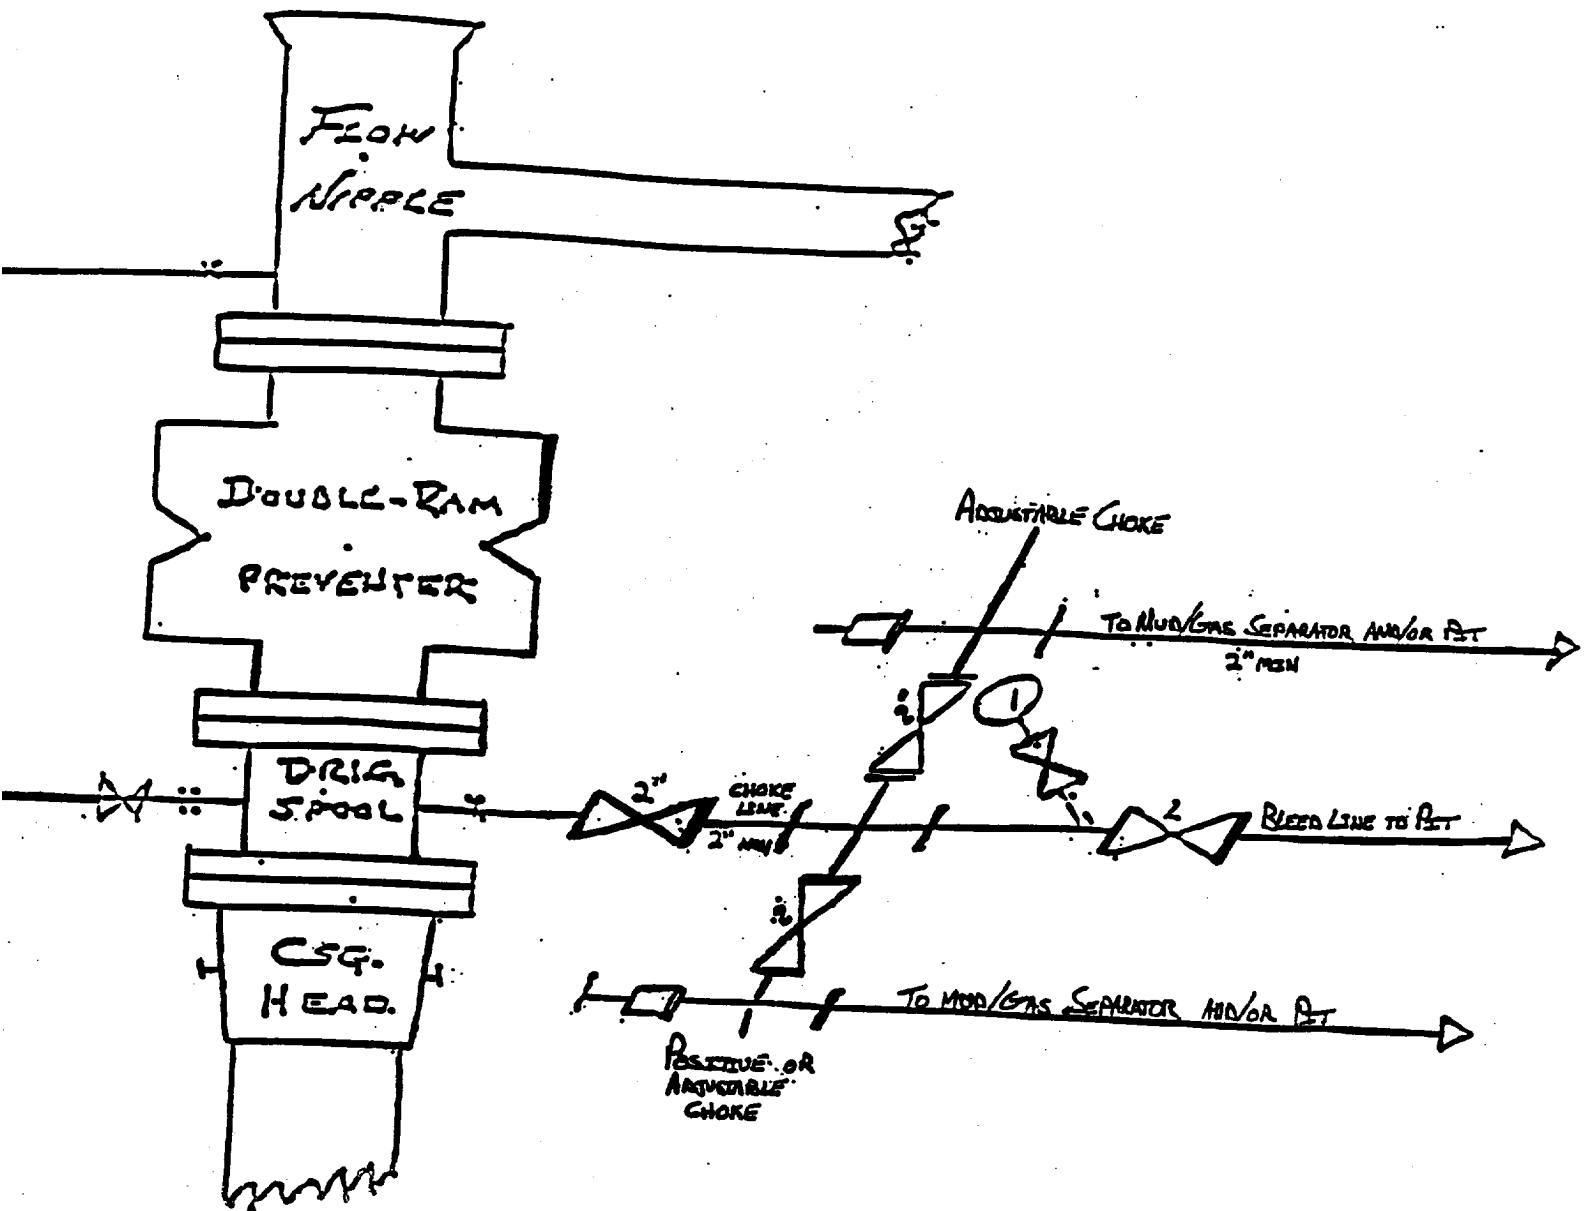 FLOW
NIPPLE
DOUBLE-RAM
PREVENTER
ADJUSTABLE CHOKE
TO MUD/GAS SEPARATOR AND/OR PIT
2" MIN
1
2"
DRLG.
SPOOL
2"
CHOKE
LINE
2"
2
BLEED LINE TO PIT
2"
CSG.
HEAD.
TO MUD/GAS SEPARATOR AND/OR PIT
POSITIVE OR
ADJUSTABLE
CHOKE